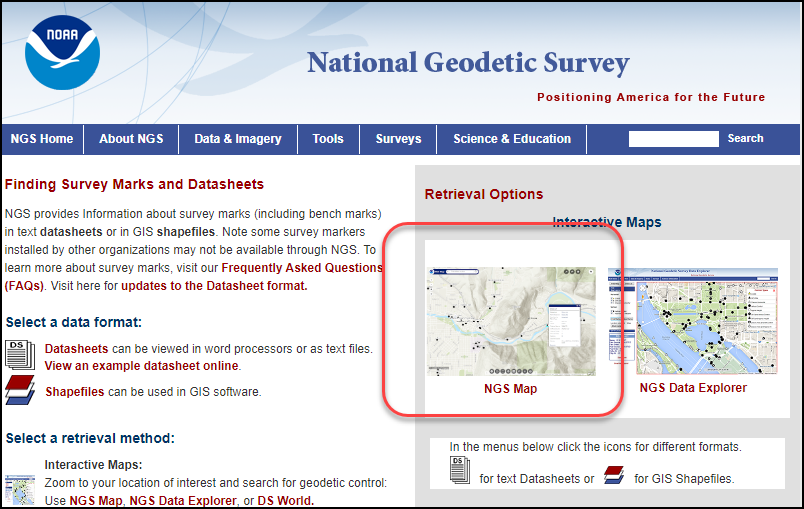 NOAA
National Geodetic Survey
Positioning America for the Future
NGS Home
About NGS
Data & Imagery
Tools
Surveys
Science & Education
Search
Finding Survey Marks and Datasheets
NGS provides Information about survey marks (including bench marks)
in text datasheets or in GIS shapefiles. Note some survey markers
installed by other organizations may not be available through NGS. To
learn more about survey marks, visit our Frequently Asked Questions
(FAQs). Visit here for updates to the Datasheet format.
Select a data format:
DS
Datasheets can be viewed in word processors or as text files.
View an example datasheet online.
Shapefiles can be used in GIS software.
Select a retrieval method:
Interactive Maps:
Zoom to your location of interest and search for geodetic control:
Use NGS Map, NGS Data Explorer, or DS World.
Retrieval Options
Interactive Maps
NGS Map
National Geodetic Survey Data Explorer
NGS Data Explorer
In the menus below click the icons for different formats.
DS
for text Datasheets or
for GIS Shapefiles.